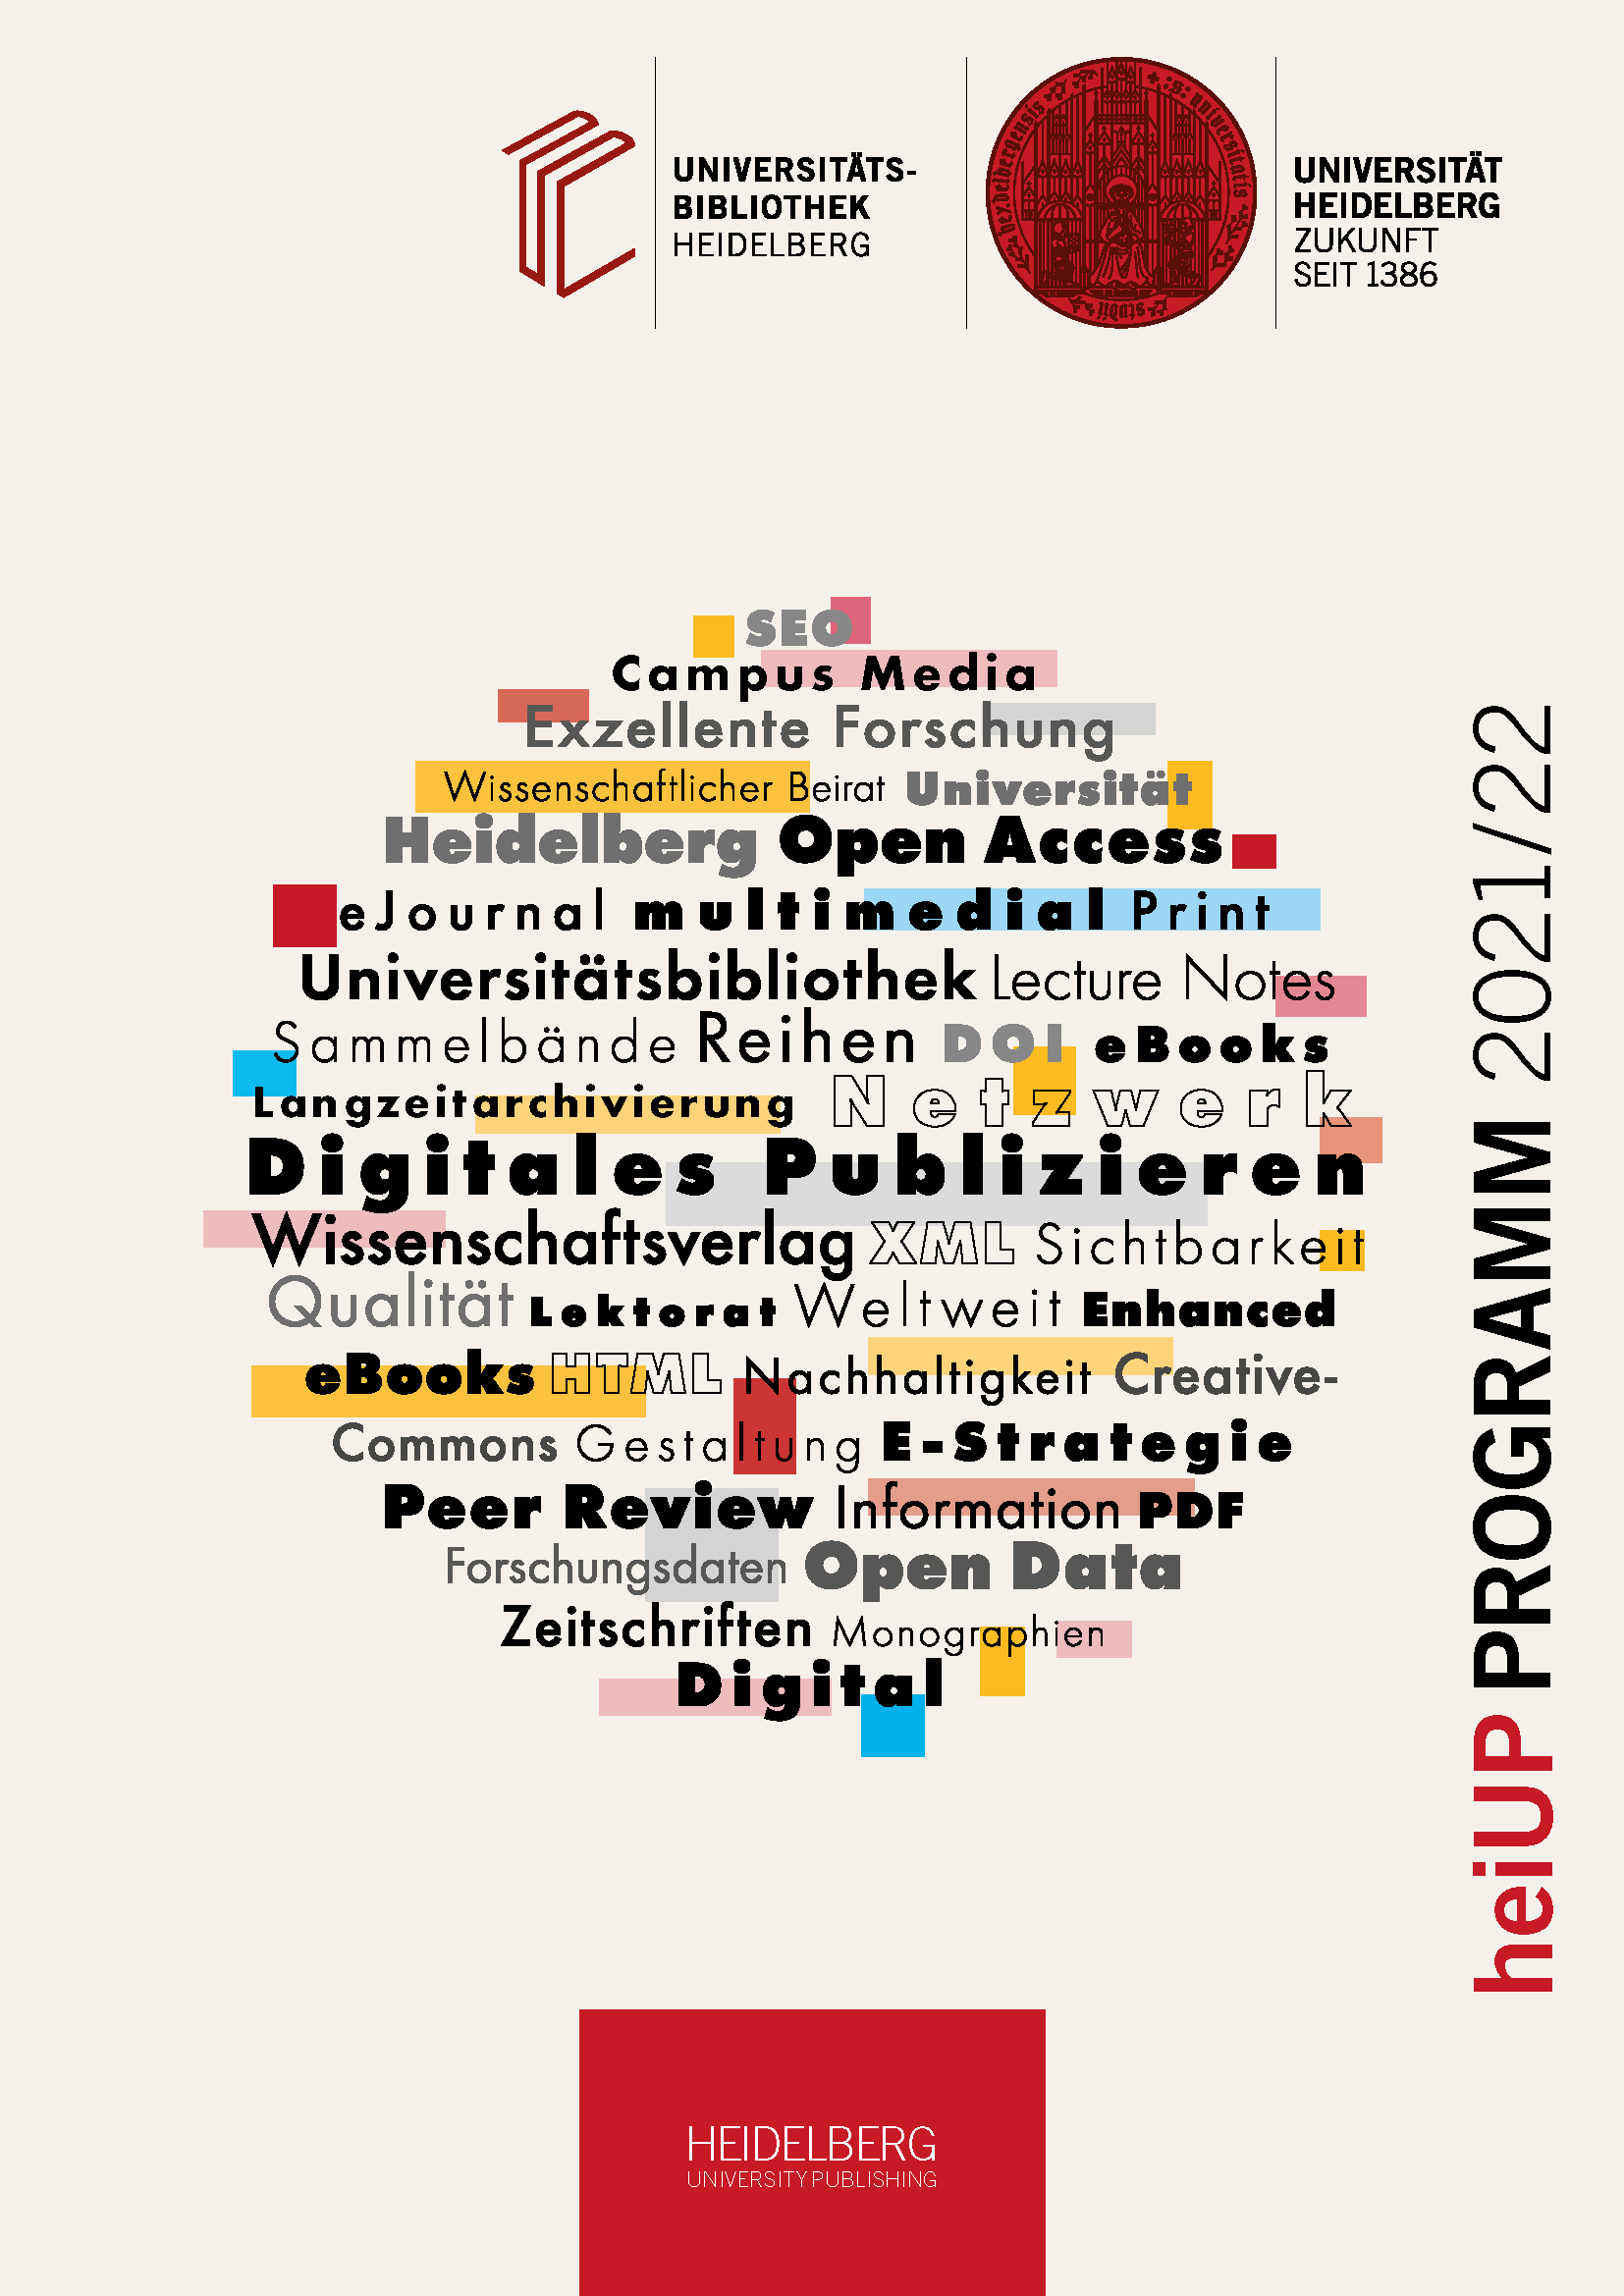 UNIVERSITÄTS-
BIBLIOTHEK
HEIDELBERG
s: universitatis
heydelbergensis
UNIVERSITÄT
HEIDELBERG
ZUKUNFT
SEIT 1386
SEO
Campus Media
Exzellente Forschung
Wissenschaftlicher Beirat Universität
Heidelberg Open Access
eJournal multimedial Print
Universitätsbibliothek Lecture Notes
Sammelbände Reihen DOI eBooks
Langzeitarchivierung Netzwerk
Digitales Publizieren
Wissenschaftsverlag XML Sichtbarkeit
Qualität Lektorat Weltweit Enhanced
eBooks HTML Nachhaltigkeit Creative-
Commons Gestaltung E-Strategie
Peer Review Information PDF
Forschungsdaten Open Data
Zeitschriften Monographien
Digital
heiUP PROGRAMM 2021/22
HEIDELBERG
UNIVERSITY PUBLISHING